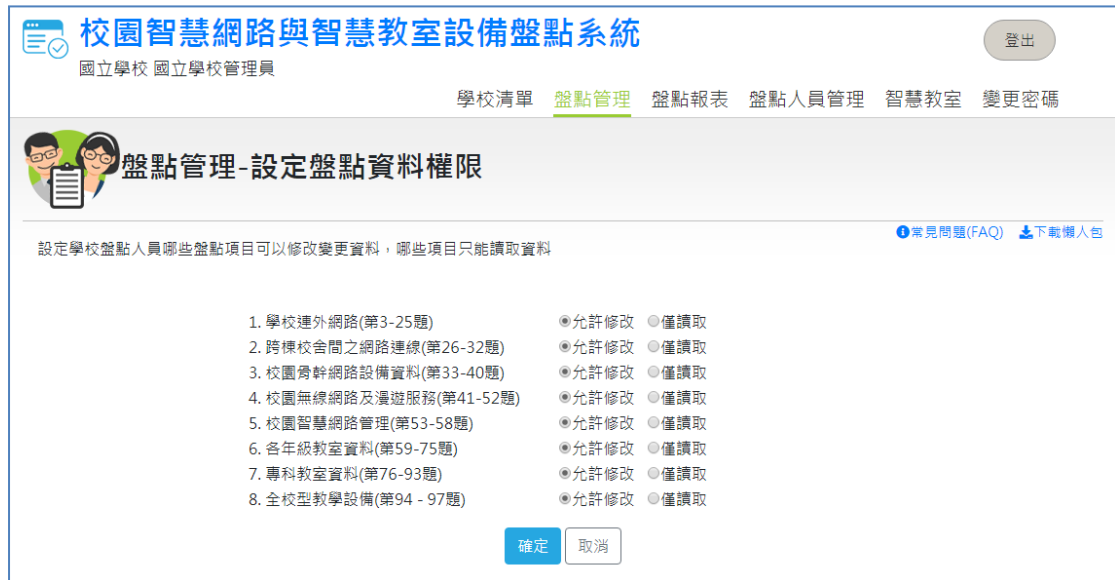 校園智慧網路與智慧教室設備盤點系統
登出
國立學校 國立學校管理員
學校清單 盤點管理 盤點報表 盤點人員管理 智慧教室 變更密碼
盤點管理-設定盤點資料權限
常見問題(FAQ) 下載懶人包
設定學校盤點人員哪些盤點項目可以修改變更資料，哪些項目只能讀取資料
1. 學校連外網路(第3-25題) 允許修改 僅讀取
2. 跨棟校舍間之網路連線(第26-32題) 允許修改 僅讀取
3. 校園骨幹網路設備資料(第33-40題) 允許修改 僅讀取
4. 校園無線網路及漫遊服務(第41-52題) 允許修改 僅讀取
5. 校園智慧網路管理(第53-58題) 允許修改 僅讀取
6. 各年級教室資料(第59-75題) 允許修改 僅讀取
7. 專科教室資料(第76-93題) 允許修改 僅讀取
8. 全校型教學設備(第94 - 97題) 允許修改 僅讀取
確定 取消